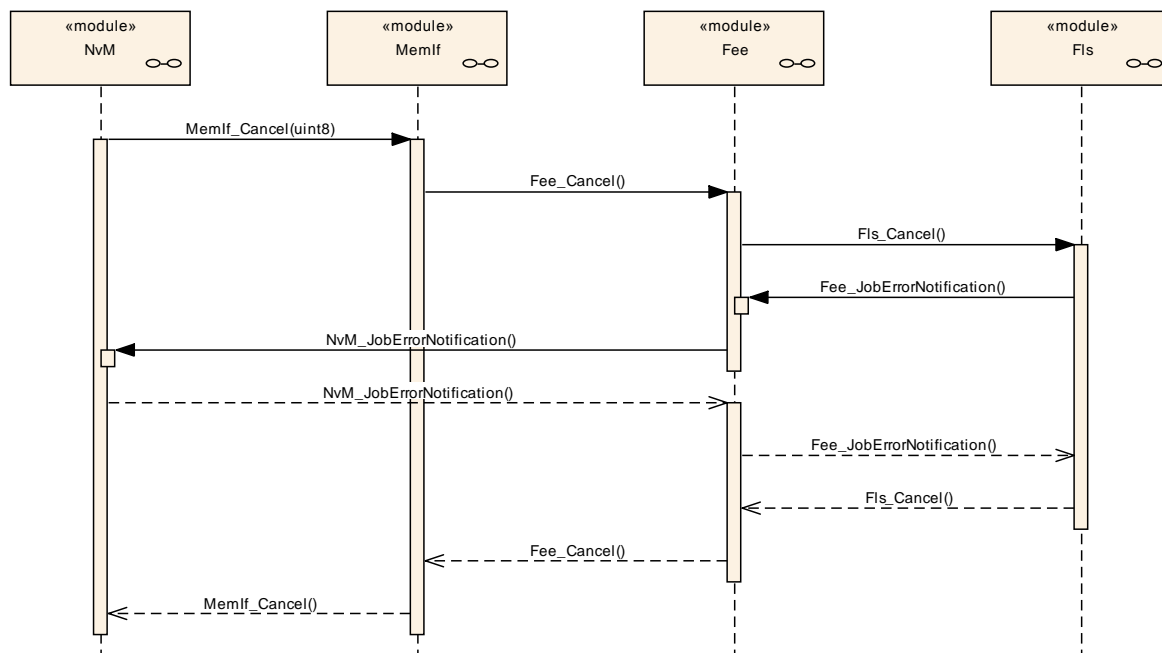 «module»
NvM
«module»
MemIf
«module»
Fee
«module»
Fls
MemIf_Cancel(uint8)
Fee_Cancel()
Fls_Cancel()
Fee_JobErrorNotification()
NvM_JobErrorNotification()
NvM_JobErrorNotification()
Fee_JobErrorNotification()
Fls_Cancel()
Fee_Cancel()
MemIf_Cancel()